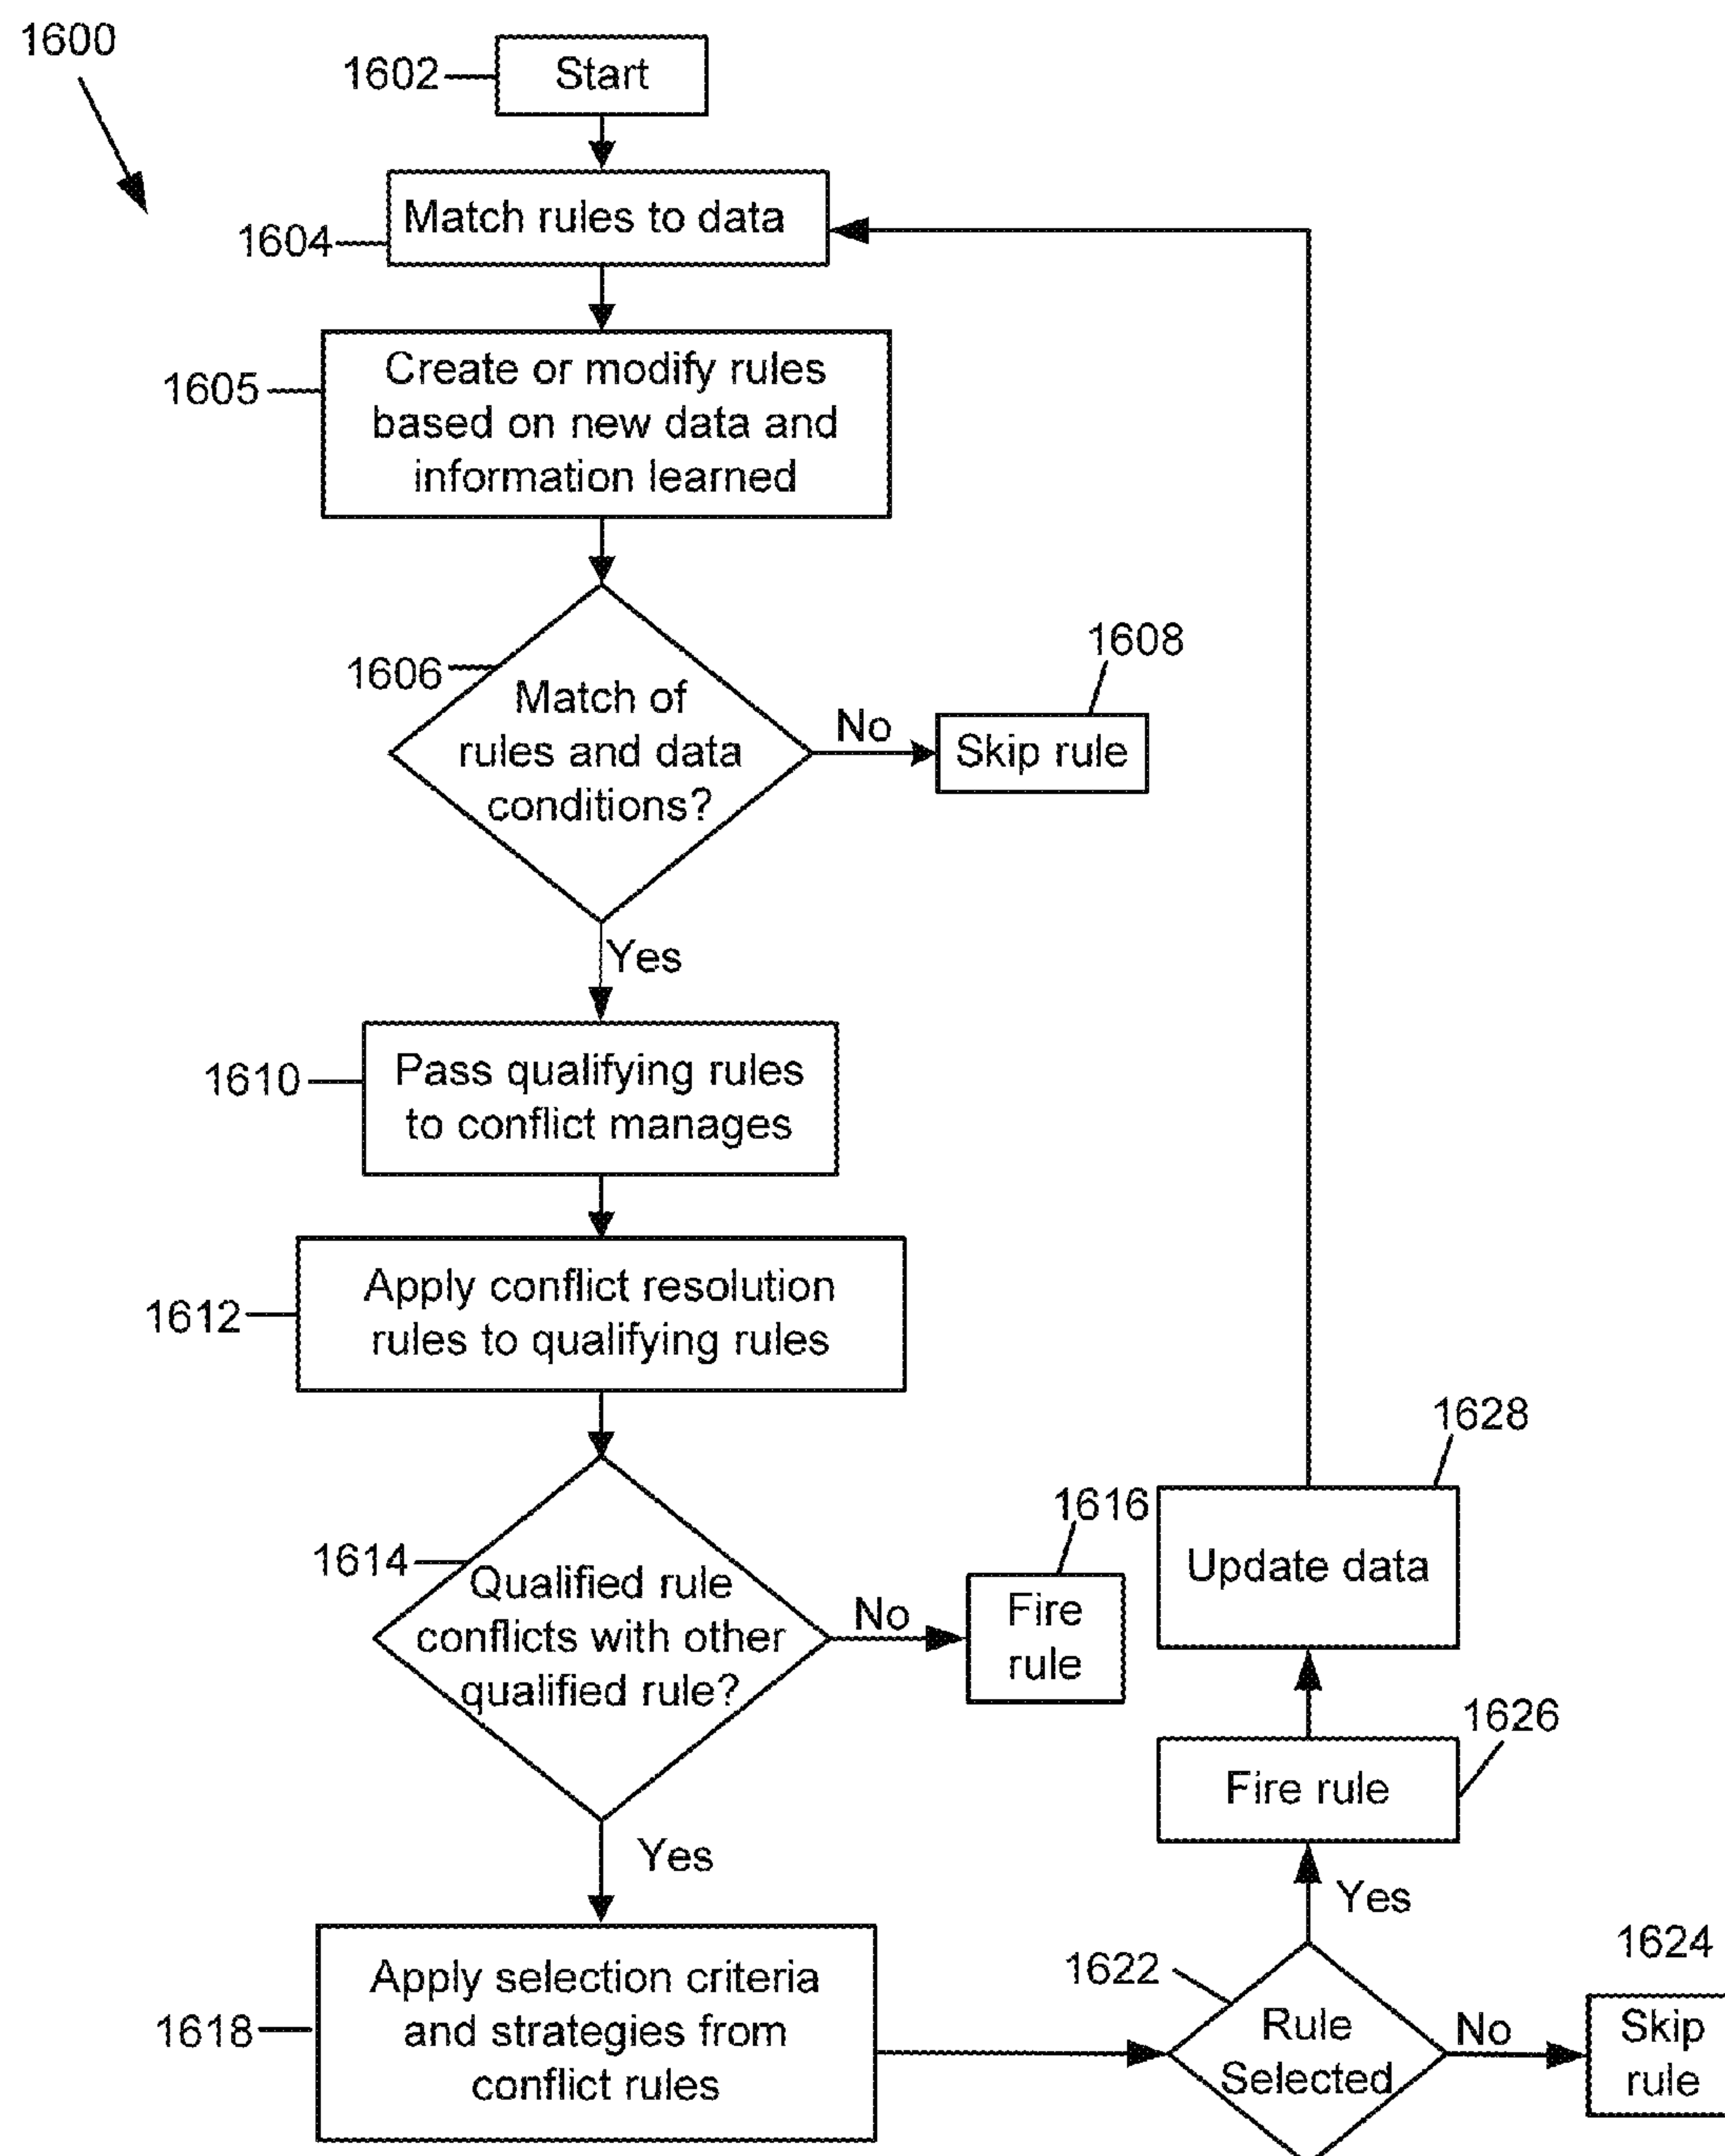 1600
1602
Start
1604
Match rules to data
1605
Create or modify rules
based on new data and
information learned
1606
Match of
rules and data
conditions?
No
1608
Skip rule
Yes
1610
Pass qualifying rules
to conflict manages
1612
Apply conflict resolution
rules to qualifying rules
1614
Qualified rule
conflicts with other
qualified rule?
No
1616
Fire
rule
Yes
1618
Apply selection criteria
and strategies from
conflict rules
1622
Rule
Selected
No
1624
Skip
rule
Yes
1626
Fire rule
1628
Update data